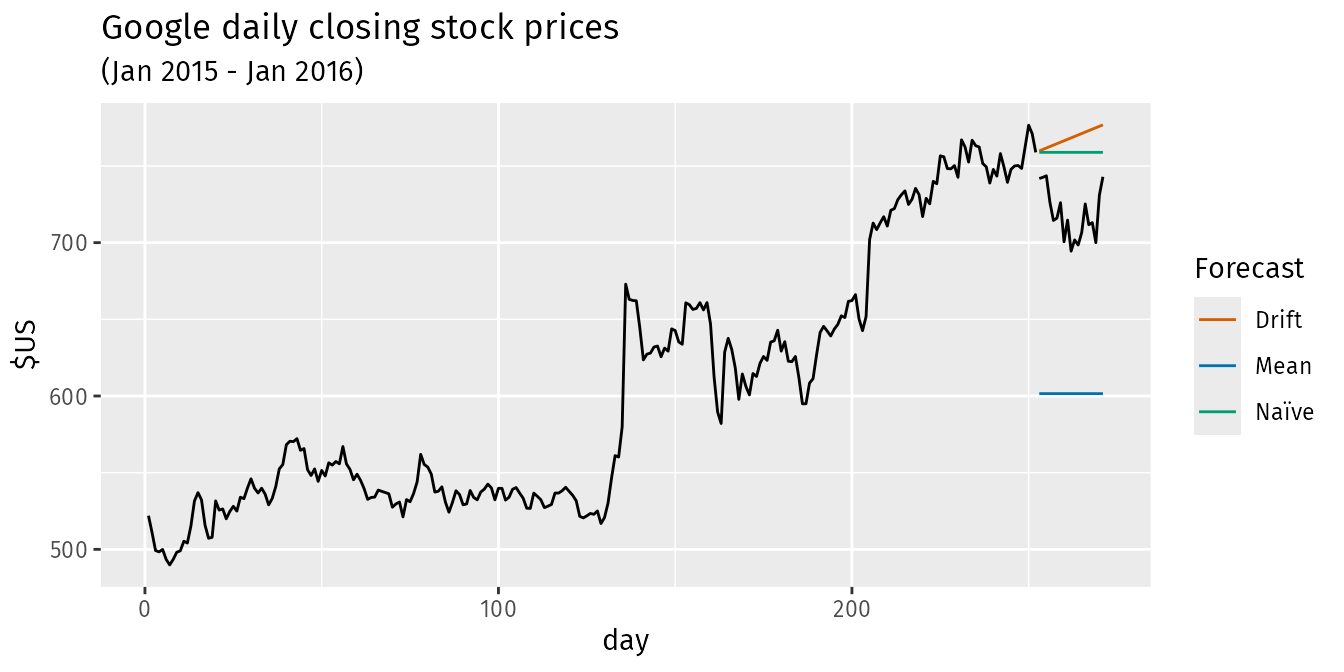 Google daily closing stock prices
(Jan 2015 - Jan 2016)
$US
700
600
500
0 100 200
day
Forecast
Drift
Mean
Naïve